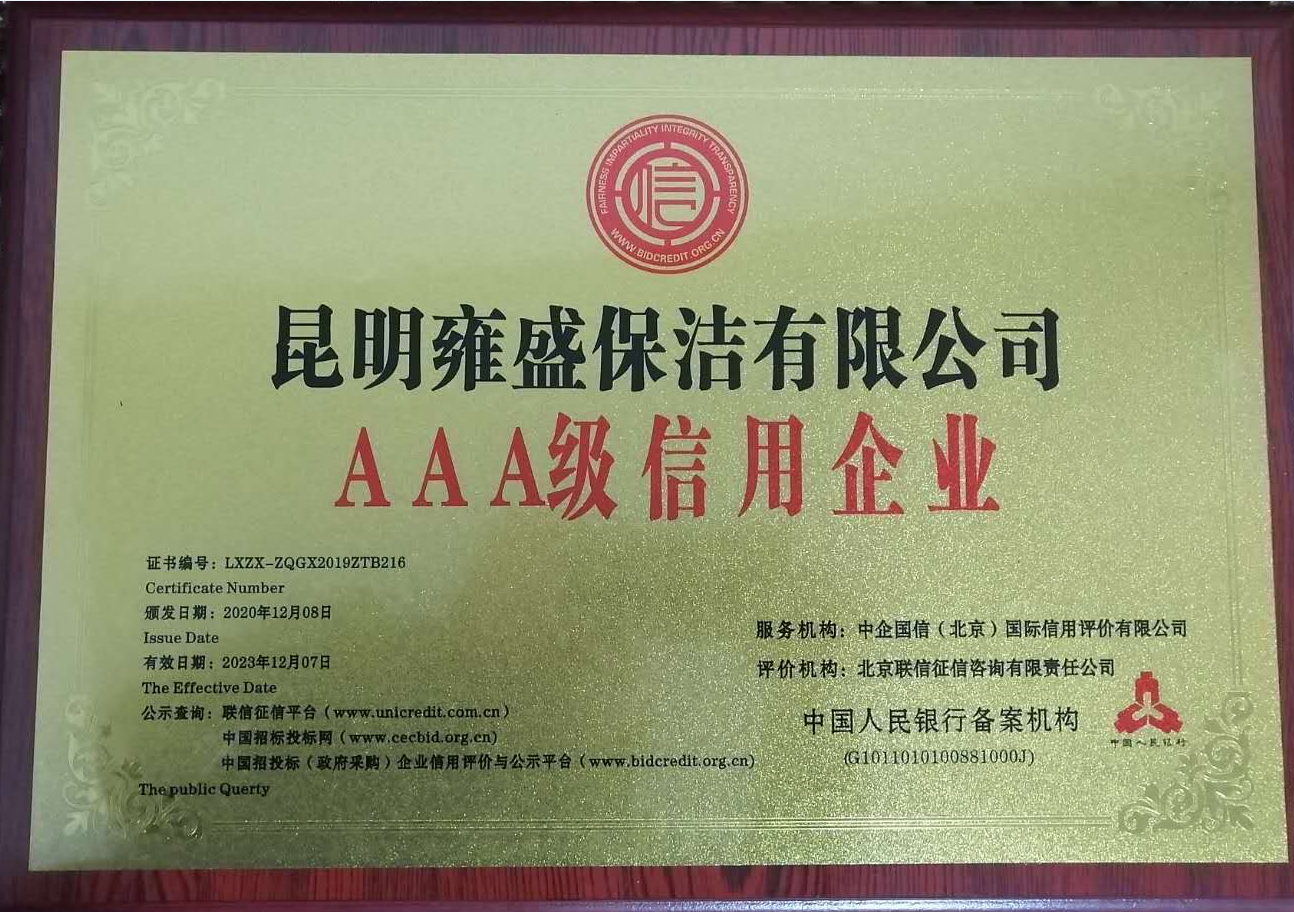 FAIRNESS IMPARTIALITY INTEGRITY TRANSPARENCY
信
WWW.BIDCREDIT.ORG.CN
昆明雍盛保洁有限公司
AAA级信用企业
证书编号：LXZX-ZQGX2019ZTB216
Certificate Number
颁发日期：2020年12月08日
Issue Date
有效日期：2023年12月07日
The Effective Date
公示查询：联信征信平台（www.unicredit.com.cn）
中国招标投标网（www.cecbid.org.cn)
中国招投标（政府采购）企业信用评价与公示平台（www.bidcredit.org.cn)
The public Querty
服务机构：中企国信（北京）国际信用评价有限公司
评价机构：北京联信征信咨询有限责任公司
中国人民银行备案机构
(G1011010100881000J)
中国人民银行